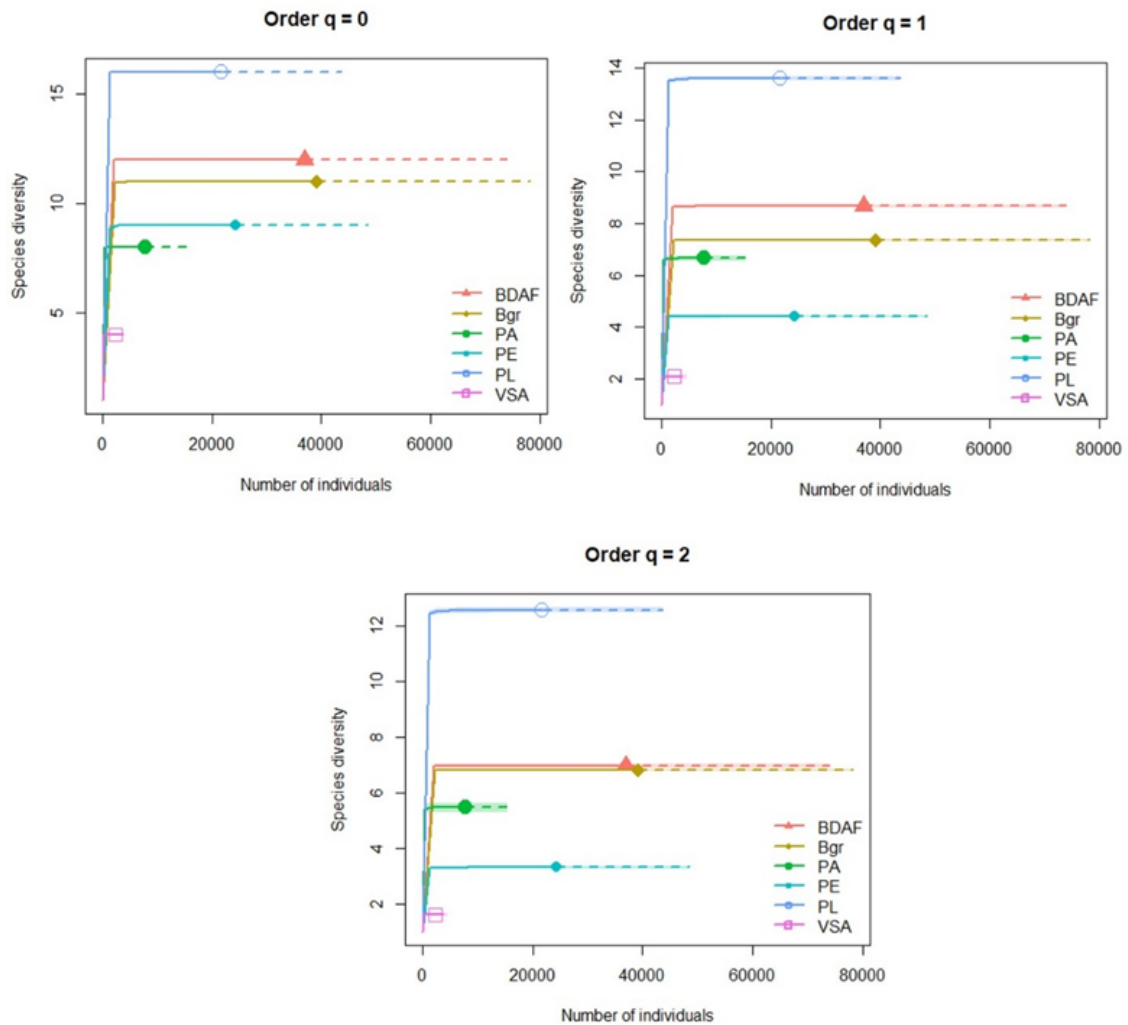 Order q = 0
Species diversity
15
10
5
BDAF
Bgr
PA
PE
PL
VSA
0 20000 40000 60000 80000
Number of individuals
Order q = 1
Species diversity
14
12
10
8
6
4
2
BDAF
Bgr
PA
PE
PL
VSA
0 20000 40000 60000 80000
Number of individuals
Order q = 2
Species diversity
12
10
8
6
4
2
BDAF
Bgr
PA
PE
PL
VSA
0 20000 40000 60000 80000
Number of individuals